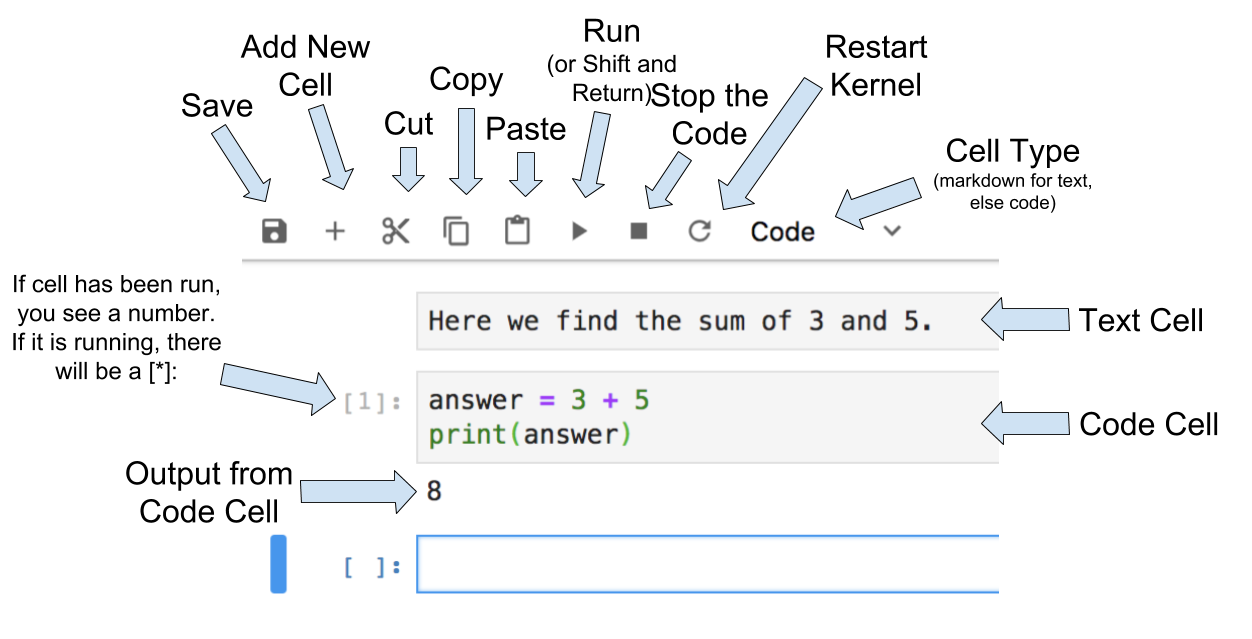 Add New
Cell
Save
Cut
Copy
Paste
Run
(or Shift and
Return)
Stop the
Code
Restart
Kernel
Cell Type
(markdown for text,
else code)
Code
If cell has been run,
you see a number.
If it is running, there
will be a [*]:
Here we find the sum of 3 and 5.
Text Cell
[1]:
answer = 3 + 5
print(answer)
Code Cell
Output from
Code Cell
8
[ ]: